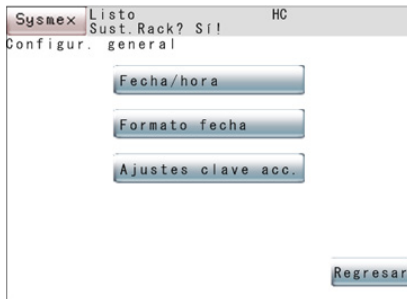 Sysmex
Listo HC
Sust.Rack? Sí!
Configur. general
Fecha/hora
Formato fecha
Ajustes clave acc.
Regresar